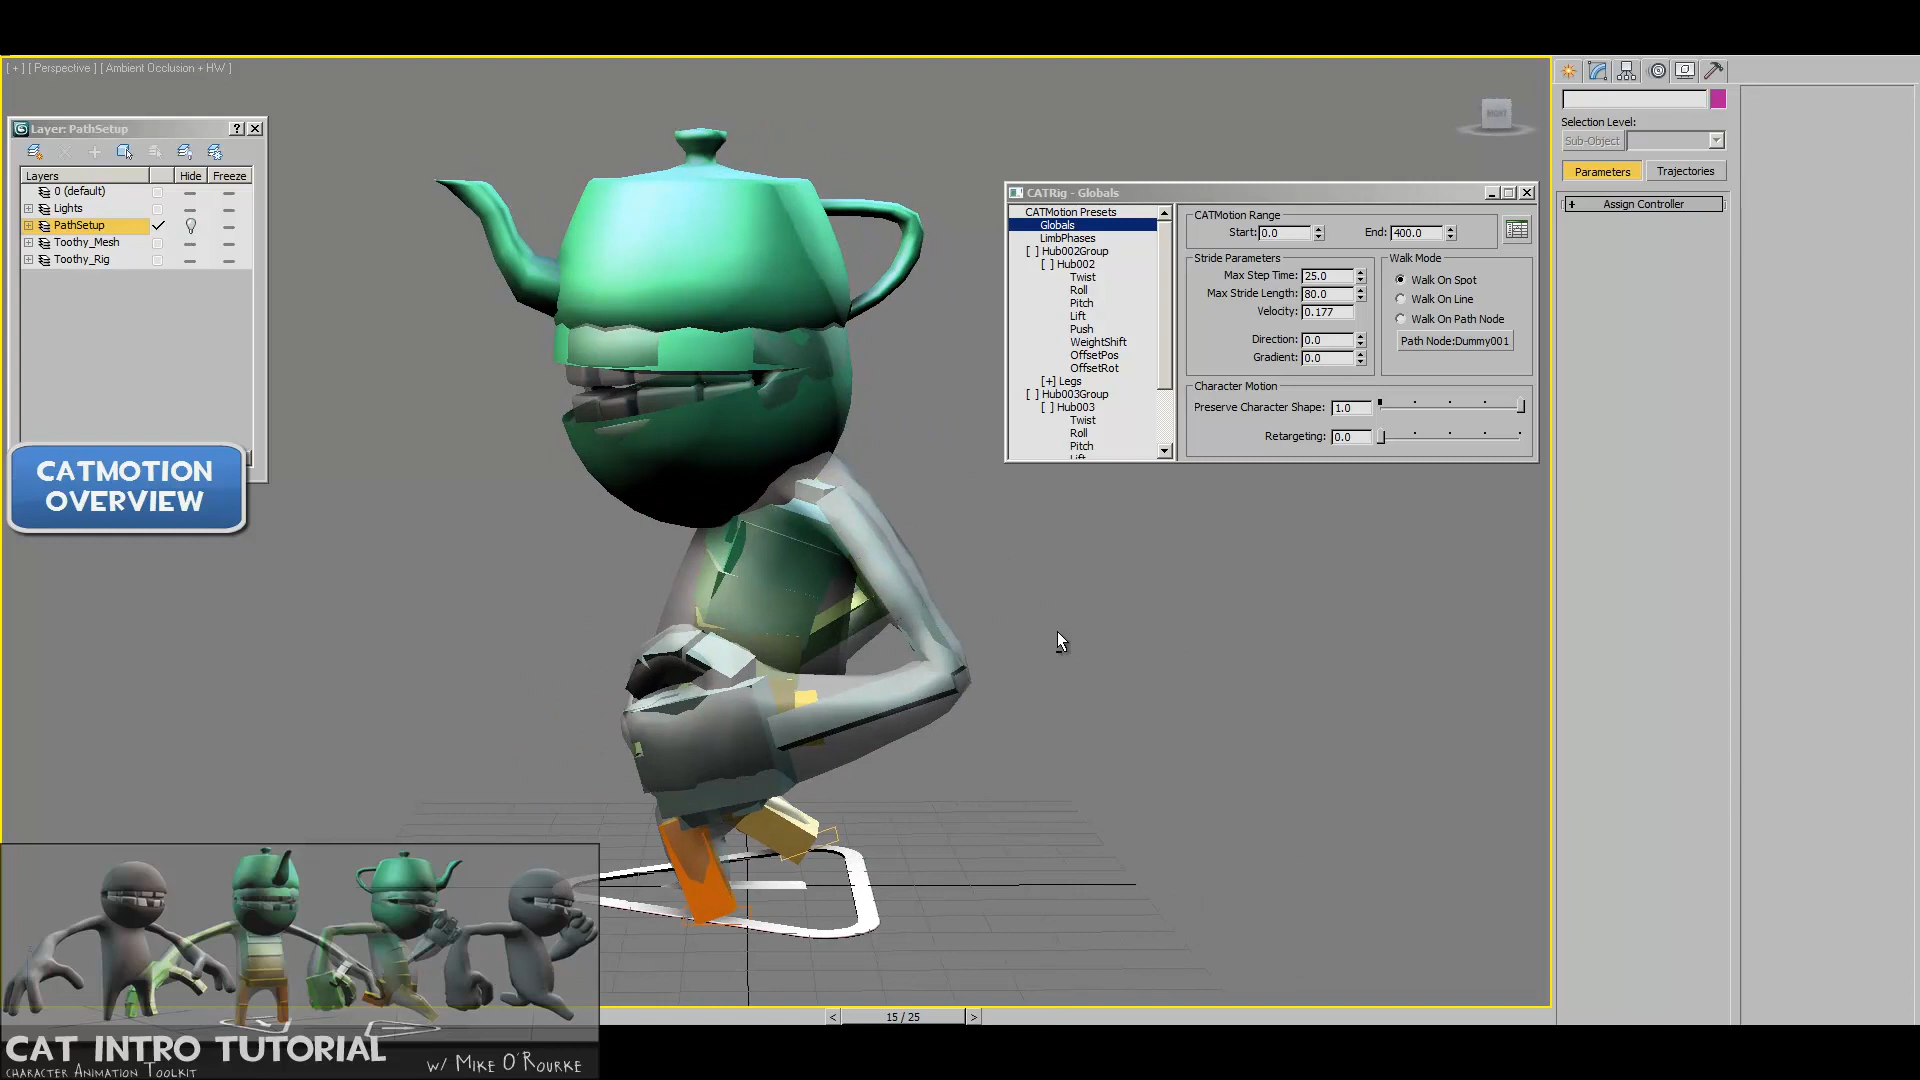 [ + ] [ Perspective ] [ Ambient Occlusion + HW ]
Layer: PathSetup
?
Layers Hide Freeze
0 (default)
Lights
PathSetup
Toothy_Mesh
Toothy_Rig
CATMOTION
OVERVIEW
CATRig - Globals
CATMotion Presets
Globals
LimbPhases
[ ] Hub002Group
[ ] Hub002
Twist
Roll
Pitch
Lift
Push
WeightShift
OffsetPos
OffsetRot
[+] Legs
[ ] Hub003Group
[ ] Hub003
Twist
Roll
Pitch
Lift
CATMotion Range
Start: 0.0 End: 400.0
Stride Parameters
Max Step Time: 25.0
Max Stride Length: 80.0
Velocity: 0.177
Direction: 0.0
Gradient: 0.0
Walk Mode
Walk On Spot
Walk On Line
Walk On Path Node
Path Node:Dummy001
Character Motion
Preserve Character Shape: 1.0
Retargeting: 0.0
RIGHT
Selection Level:
Sub-Object
Parameters Trajectories
+ Assign Controller
< 15 / 25 >
CAT INTRO TUTORIAL
CHARACTER ANIMATION TOOLKIT
W/ MIKE O'ROURKE